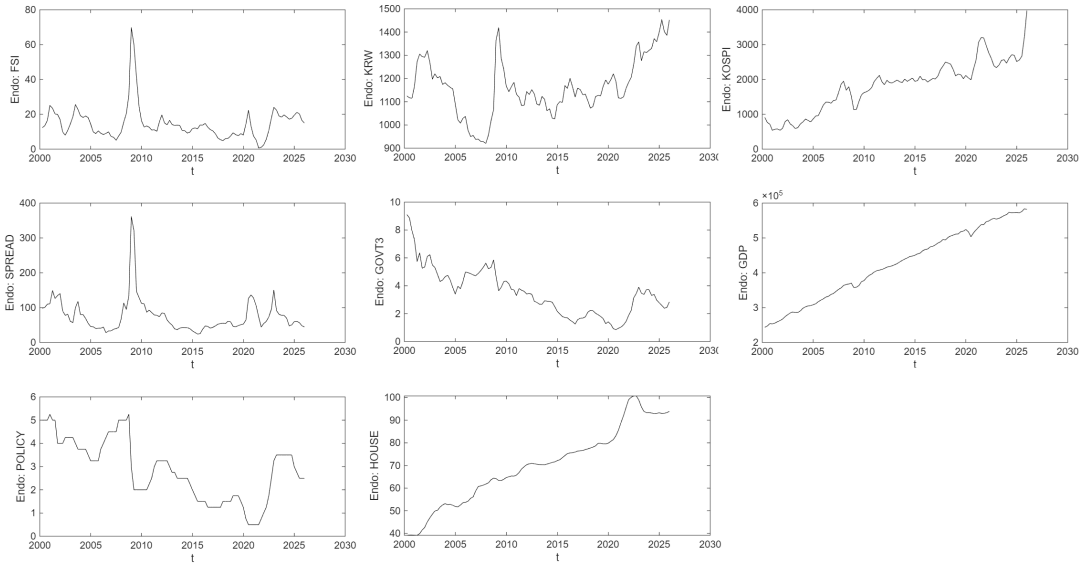 Endo: FSI
80
60
40
20
0
2000 2005 2010 2015 2020 2025 2030
t
Endo: KRW
1500
1400
1300
1200
1100
1000
900
2000 2005 2010 2015 2020 2025 203(
t
Endo: KOSPI
4000
3000
2000
1000
0
2000 2005 2010 2015 2020 2025 2030
t
Endo: SPREAD
400
300
200
100
0
2000 2005 2010 2015 2020 2025 2030
t
Endo: GOVT3
10
8
6
4
2
0
2000 2005 2010 2015 2020 2025 203(
t
Endo: GDP
×10⁵
6
5
4
3
2
2000 2005 2010 2015 2020 2025 2030
t
Endo: POLICY
6
5
4
3
2
1
0
2000 2005 2010 2015 2020 2025 2030
t
Endo: HOUSE
100
90
80
70
60
50
40
2000 2005 2010 2015 2020 2025 2030
t